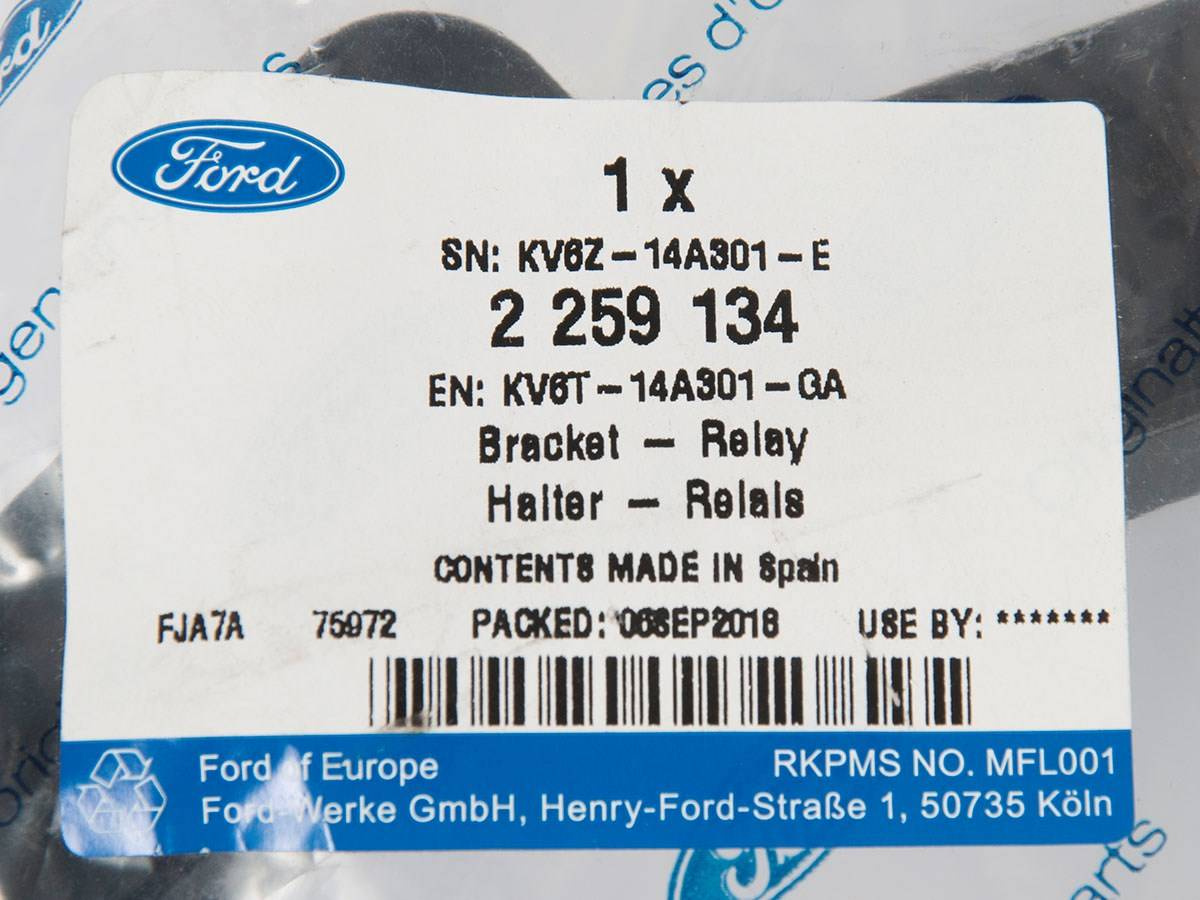 Ford
1 x
SN: KV6Z-14A301-E
2 259 134
EN: KV6T-14A301-GA
Bracket - Relay
Halter - Relais
CONTENTS MADE IN Spain
FJA7A 75972 PACKED: 06SEP2018 USE BY: *******
Ford of Europe RKPMS NO. MFL001
Ford-Werke GmbH, Henry-Ford-Straße 1, 50735 Köln